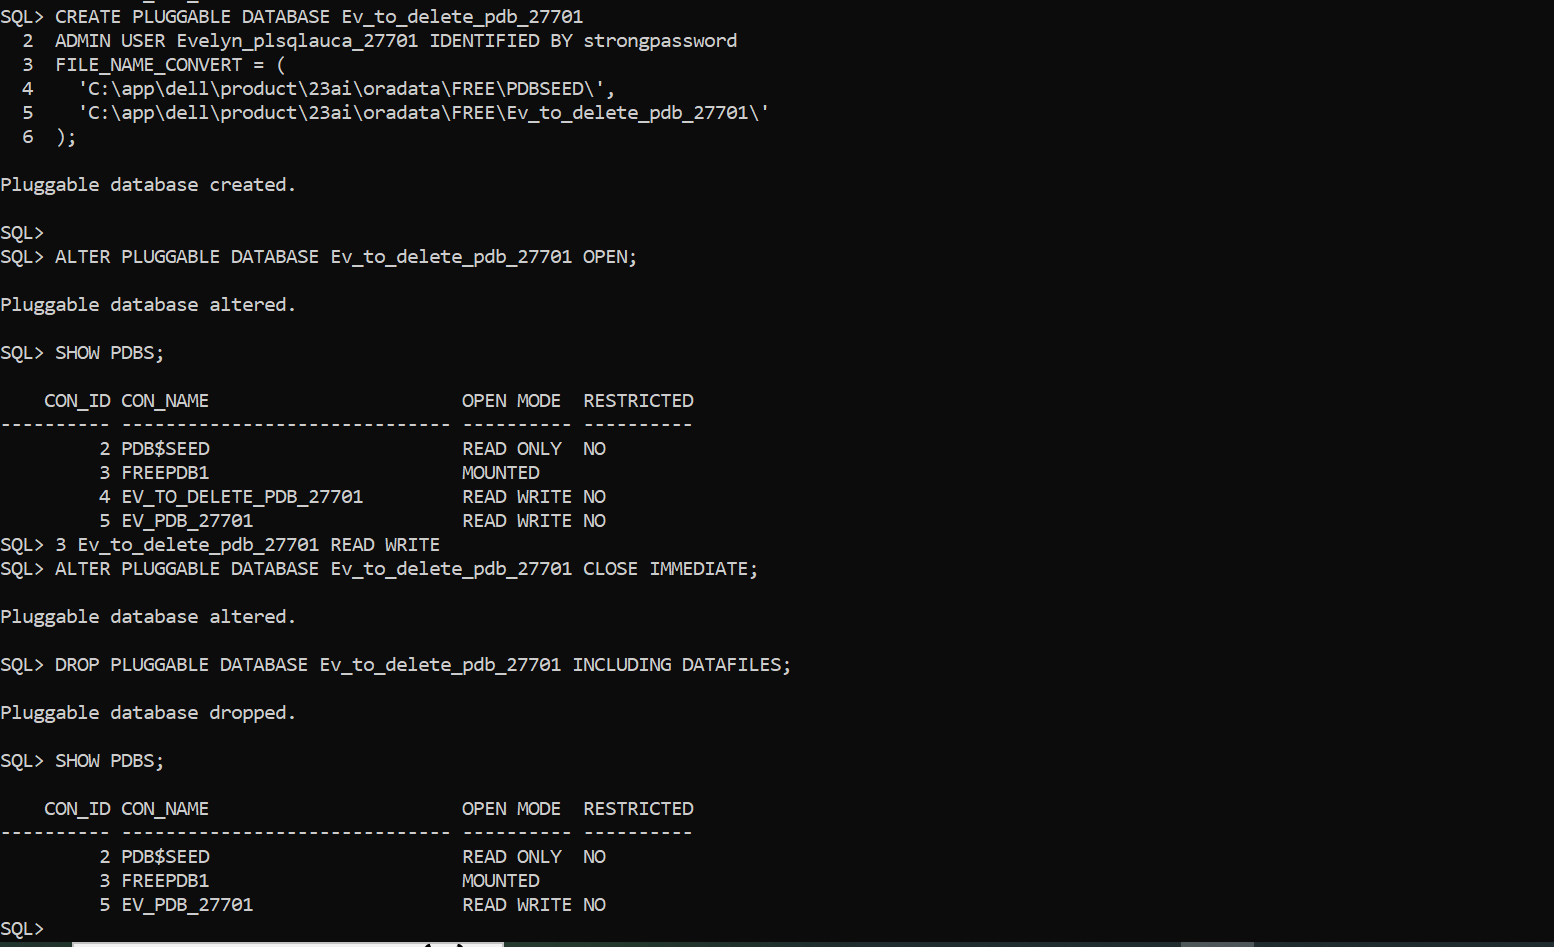 SQL> CREATE PLUGGABLE DATABASE Ev_to_delete_pdb_27701
  2  ADMIN USER Evelyn_plsqlauca_27701 IDENTIFIED BY strongpassword
  3  FILE_NAME_CONVERT = (
  4    'C:\app\dell\product\23ai\oradata\FREE\PDBSEED\',
  5    'C:\app\dell\product\23ai\oradata\FREE\Ev_to_delete_pdb_27701\'
  6  );
Pluggable database created.
SQL>
SQL> ALTER PLUGGABLE DATABASE Ev_to_delete_pdb_27701 OPEN;
Pluggable database altered.
SQL> SHOW PDBS;
    CON_ID CON_NAME                       OPEN MODE  RESTRICTED
---------- ------------------------------ ---------- ----------
         2 PDB$SEED                       READ ONLY  NO
         3 FREEPDB1                       MOUNTED
         4 EV_TO_DELETE_PDB_27701         READ WRITE NO
         5 EV_PDB_27701                   READ WRITE NO
SQL> 3 Ev_to_delete_pdb_27701 READ WRITE
SQL> ALTER PLUGGABLE DATABASE Ev_to_delete_pdb_27701 CLOSE IMMEDIATE;
Pluggable database altered.
SQL> DROP PLUGGABLE DATABASE Ev_to_delete_pdb_27701 INCLUDING DATAFILES;
Pluggable database dropped.
SQL> SHOW PDBS;
    CON_ID CON_NAME                       OPEN MODE  RESTRICTED
---------- ------------------------------ ---------- ----------
         2 PDB$SEED                       READ ONLY  NO
         3 FREEPDB1                       MOUNTED
         5 EV_PDB_27701                   READ WRITE NO
SQL>